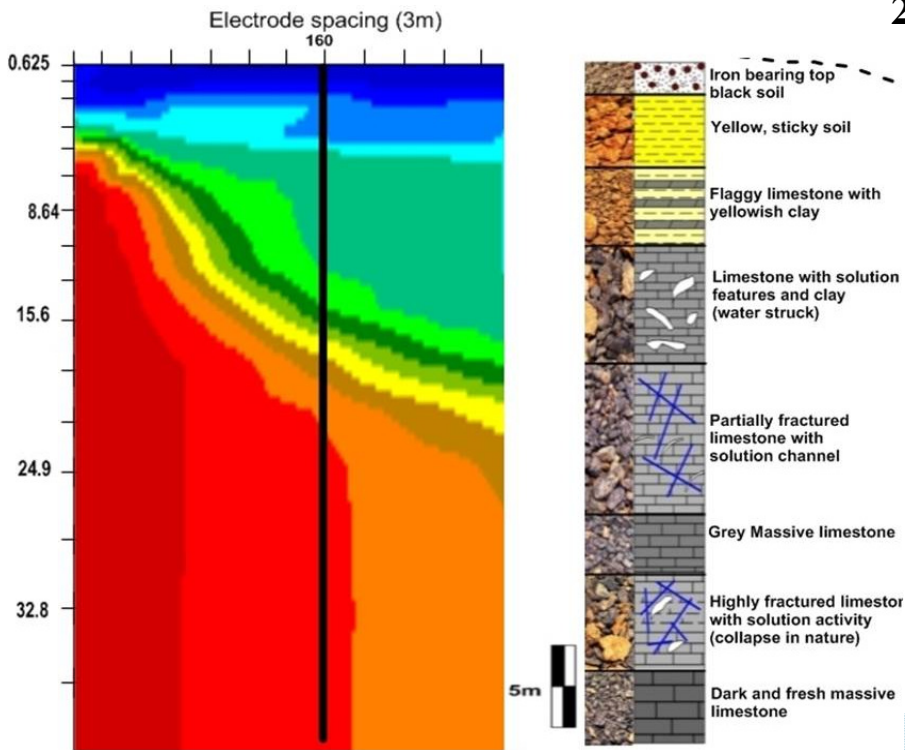 Electrode spacing (3m)
2
160
0.625
8.64
15.6
24.9
32.8
5m
Iron bearing top
black soil
Yellow, sticky soil
Flaggy limestone with
yellowish clay
Limestone with solution
features and clay
(water struck)
Partially fractured
limestone with
solution channel
Grey Massive limestone
Highly fractured limestor
with solution activity
(collapse in nature)
Dark and fresh massive
limestone